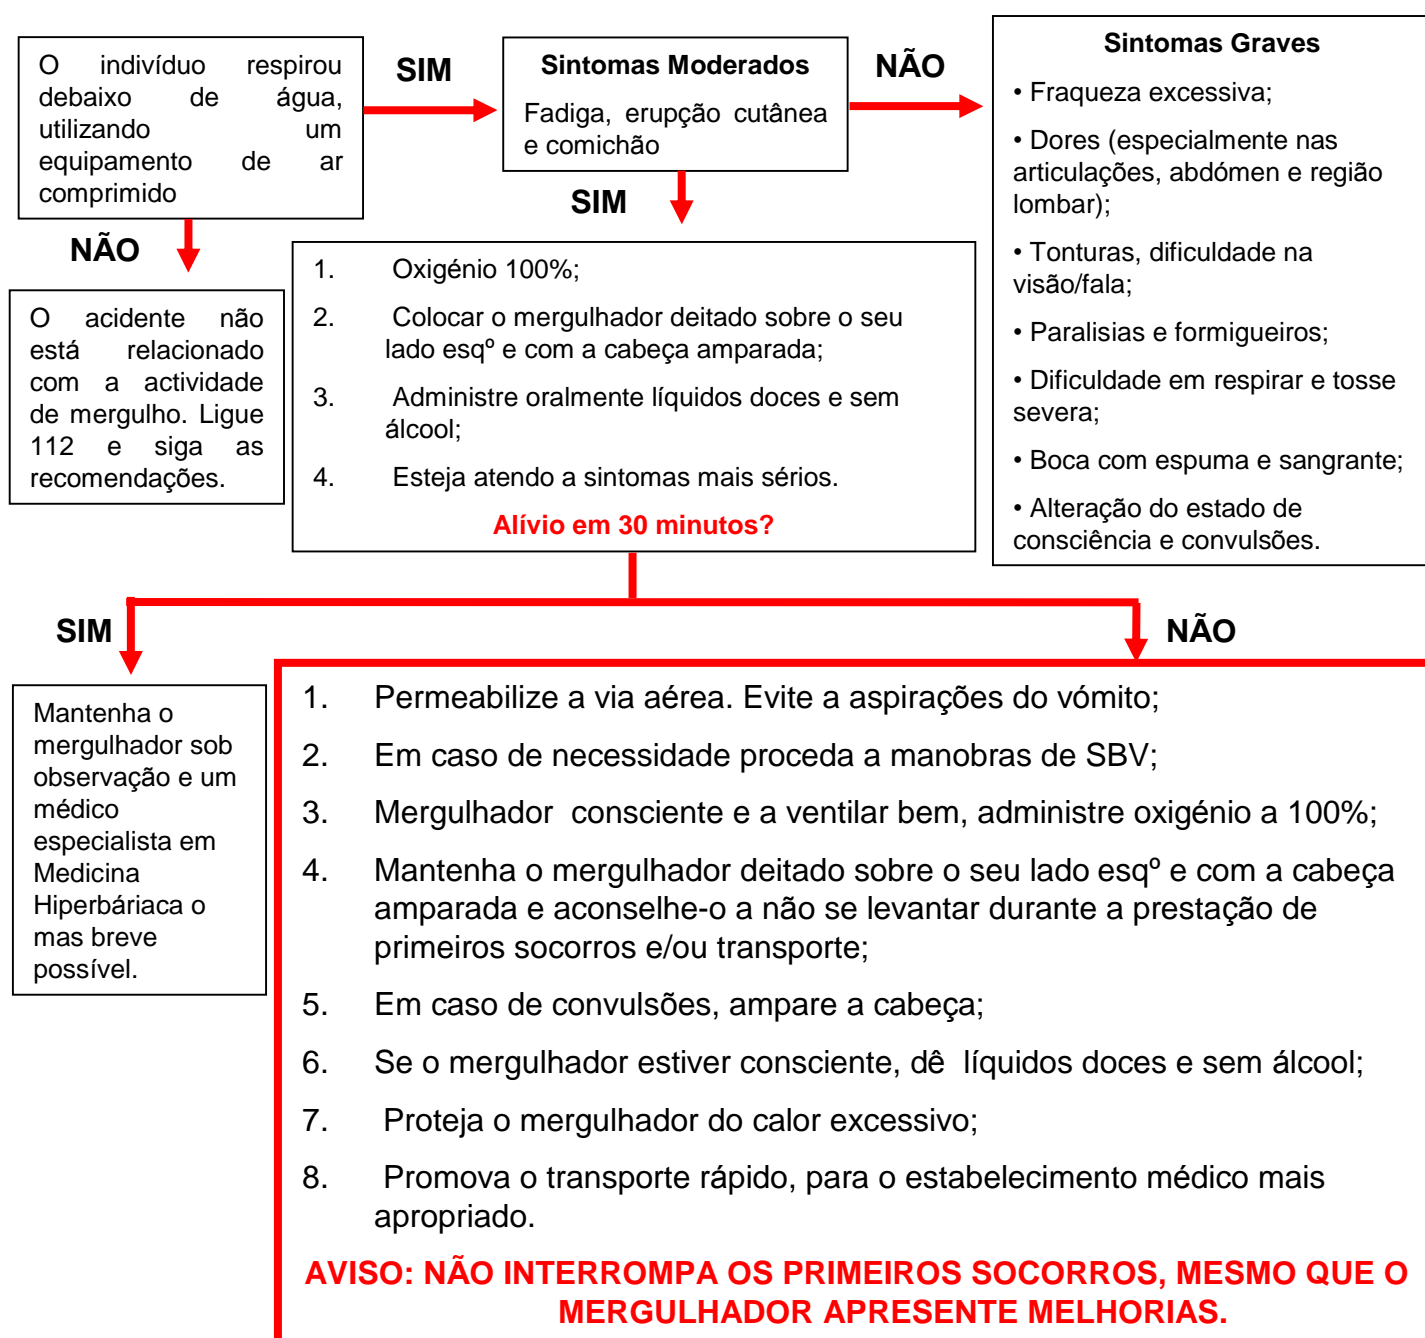 O indivíduo respirou
debaixo de água,
utilizando um
equipamento de ar
comprimido
SIM
Sintomas Moderados
Fadiga, erupção cutânea
e comichão
NÃO
Sintomas Graves
• Fraqueza excessiva;
• Dores (especialmente nas
articulações, abdómen e região
lombar);
• Tonturas, dificuldade na
visão/fala;
• Paralisias e formigueiros;
• Dificuldade em respirar e tosse
severa;
• Boca com espuma e sangrante;
• Alteração do estado de
consciência e convulsões.
NÃO
O acidente não
está relacionado
com a actividade
de mergulho. Ligue
112 e siga as
recomendações.
SIM
1. Oxigénio 100%;
2. Colocar o mergulhador deitado sobre o seu
lado esqº e com a cabeça amparada;
3. Administre oralmente líquidos doces e sem
álcool;
4. Esteja atendo a sintomas mais sérios.
Alívio em 30 minutos?
SIM
Mantenha o
mergulhador sob
observação e um
médico
especialista em
Medicina
Hiperbáriaca o
mas breve
possível.
NÃO
1. Permeabilize a via aérea. Evite a aspirações do vómito;
2. Em caso de necessidade proceda a manobras de SBV;
3. Mergulhador consciente e a ventilar bem, administre oxigénio a 100%;
4. Mantenha o mergulhador deitado sobre o seu lado esqº e com a cabeça
amparada e aconselhe-o a não se levantar durante a prestação de
primeiros socorros e/ou transporte;
5. Em caso de convulsões, ampare a cabeça;
6. Se o mergulhador estiver consciente, dê líquidos doces e sem álcool;
7. Proteja o mergulhador do calor excessivo;
8. Promova o transporte rápido, para o estabelecimento médico mais
apropriado.
AVISO: NÃO INTERROMPA OS PRIMEIROS SOCORROS, MESMO QUE O
MERGULHADOR APRESENTE MELHORIAS.